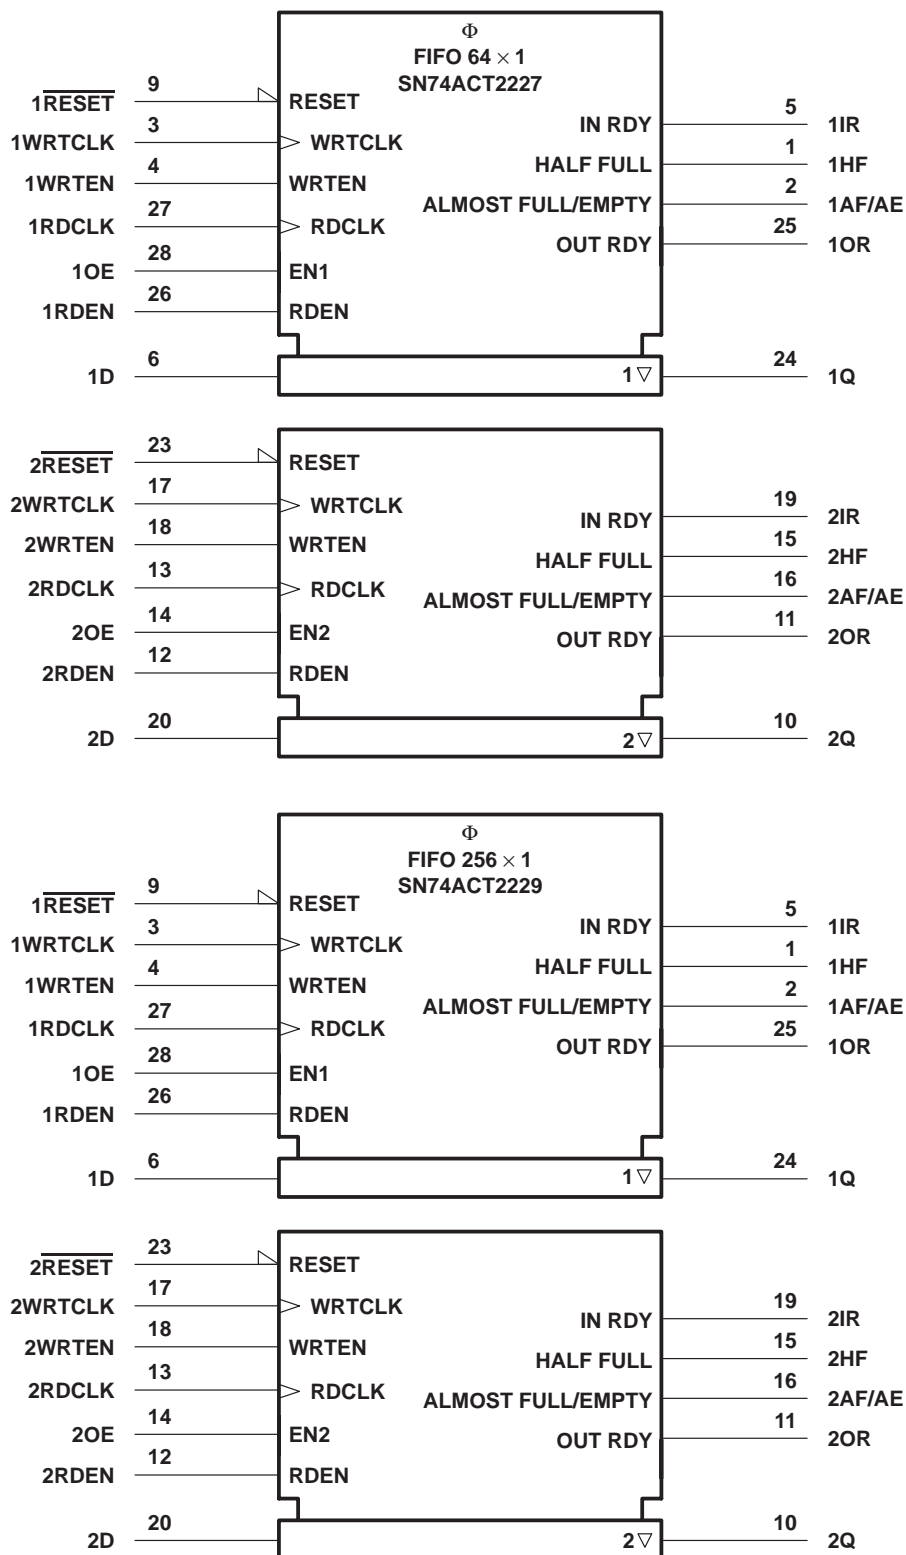 Φ
FIFO 64 × 1
SN74ACT2227
1RESET 9 RESET
1WRTCLK 3 WRTCLK
1WRTEN 4 WRTEN
1RDCLK 27 RDCLK
1OE 28 EN1
1RDEN 26 RDEN
IN RDY 5 1IR
HALF FULL 1 1HF
ALMOST FULL/EMPTY 2 1AF/AE
OUT RDY 25 1OR
1D 6 1▽ 24 1Q
2RESET 23 RESET
2WRTCLK 17 WRTCLK
2WRTEN 18 WRTEN
2RDCLK 13 RDCLK
2OE 14 EN2
2RDEN 12 RDEN
IN RDY 19 2IR
HALF FULL 15 2HF
ALMOST FULL/EMPTY 16 2AF/AE
OUT RDY 11 2OR
2D 20 2▽ 10 2Q
Φ
FIFO 256 × 1
SN74ACT2229
1RESET 9 RESET
1WRTCLK 3 WRTCLK
1WRTEN 4 WRTEN
1RDCLK 27 RDCLK
1OE 28 EN1
1RDEN 26 RDEN
IN RDY 5 1IR
HALF FULL 1 1HF
ALMOST FULL/EMPTY 2 1AF/AE
OUT RDY 25 1OR
1D 6 1▽ 24 1Q
2RESET 23 RESET
2WRTCLK 17 WRTCLK
2WRTEN 18 WRTEN
2RDCLK 13 RDCLK
2OE 14 EN2
2RDEN 12 RDEN
IN RDY 19 2IR
HALF FULL 15 2HF
ALMOST FULL/EMPTY 16 2AF/AE
OUT RDY 11 2OR
2D 20 2▽ 10 2Q